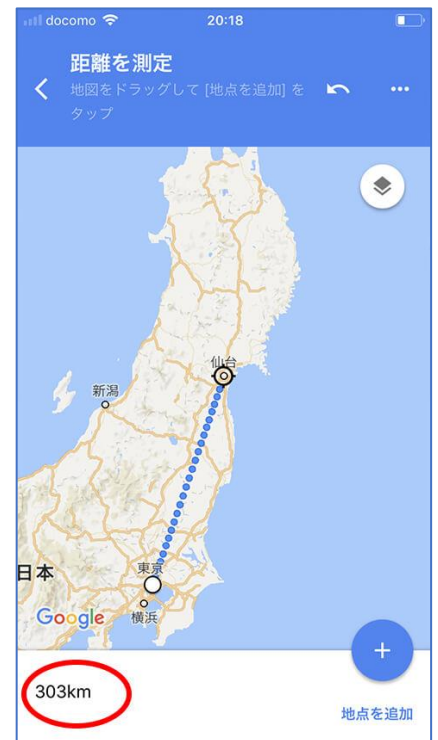 docomo 20:18
距離を測定
地図をドラッグして [地点を追加] を
タップ
仙台
新潟
日本
東京
横浜
Google
303km
地点を追加